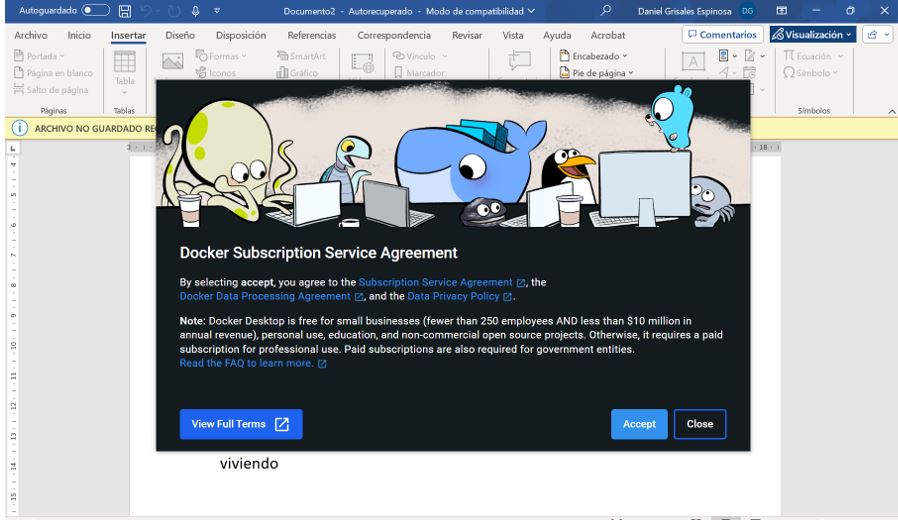 Autoguardado
Documento2 - Autorecuperado - Modo de compatibilidad
Daniel Grisales Espinosa
DG
Archivo Inicio Insertar Diseño Disposición Referencias Correspondencia Revisar Vista Ayuda Acrobat
Comentarios
Visualización
Portada
Página en blanco
Salto de página
Páginas
Tabla
Tablas
Formas
Iconos
SmartArt
Gráfico
Vínculo
Marcador
Encabezado
Pie de página
A
Ecuación
Símbolo
Símbolos
ARCHIVO NO GUARDADO
3
18
Docker Subscription Service Agreement
By selecting accept, you agree to the Subscription Service Agreement, the
Docker Data Processing Agreement, and the Data Privacy Policy.
Note: Docker Desktop is free for small businesses (fewer than 250 employees AND less than $10 million in
annual revenue), personal use, education, and non-commercial open source projects. Otherwise, it requires a paid
subscription for professional use. Paid subscriptions are also required for government entities.
Read the FAQ to learn more.
View Full Terms
Accept
Close
viviendo